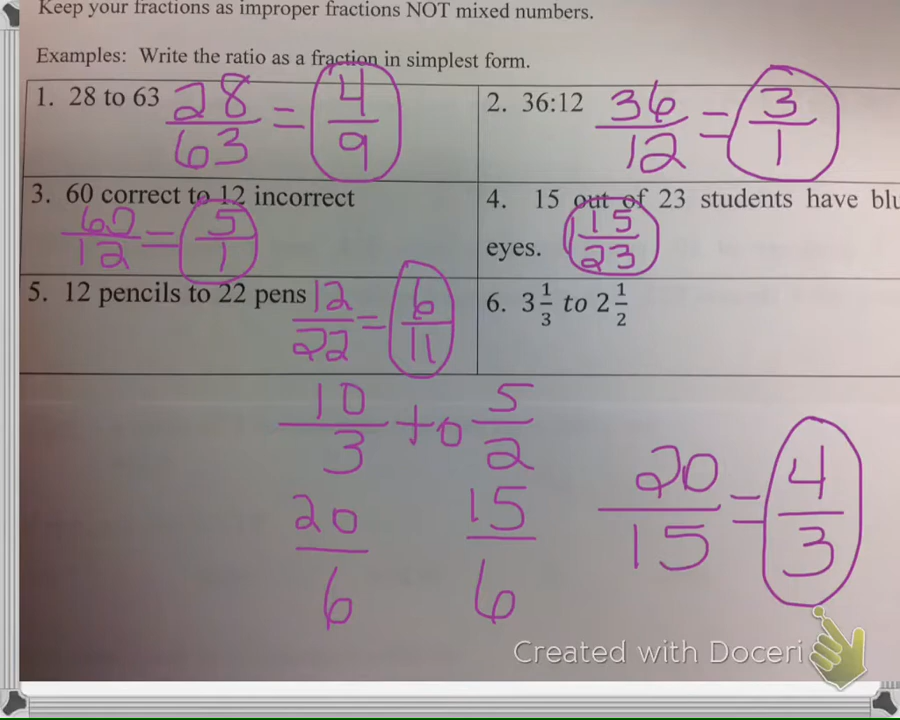 Keep your fractions as improper fractions NOT mixed numbers.
Examples: Write the ratio as a fraction in simplest form.
1. 28 to 63 28/63 = 4/9
2. 36:12 36/12 = 3/1
3. 60 correct to 12 incorrect
60/12 = 5/1
4. 15 out of 23 students have blu
eyes. 15/23
5. 12 pencils to 22 pens 12/22 = 6/11
6. 3 1/3 to 2 1/2
10/3 to 5/2
20/6 15/6
20/15 = 4/3
Created with Doceri